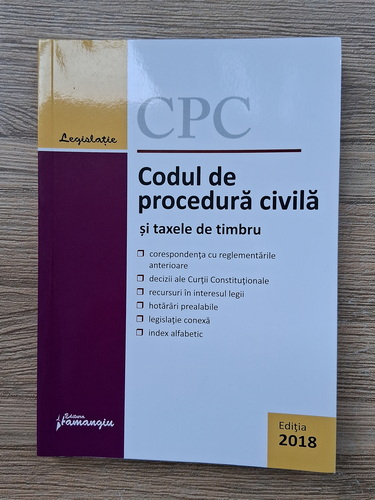 CPC
Legislație
Codul de
procedură civilă
și taxele de timbru
corespondența cu reglementările
anterioare
decizii ale Curții Constituționale
recursuri în interesul legii
hotărâri prealabile
legislație conexă
index alfabetic
Editura
hamangiu
Ediția
2018